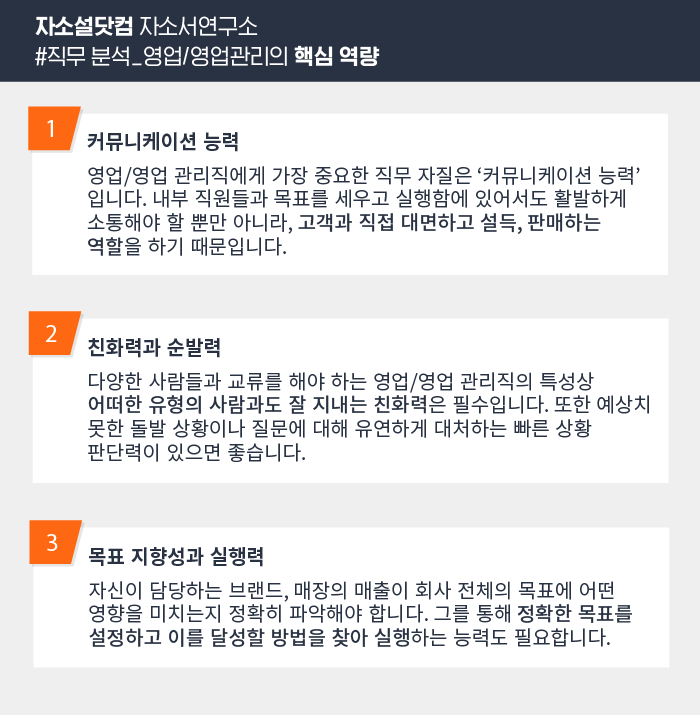 자소설닷컴 자소서연구소
#직무 분석_영업/영업관리의 핵심 역량
1
커뮤니케이션 능력
영업/영업 관리직에게 가장 중요한 직무 자질은 ‘커뮤니케이션 능력’
입니다. 내부 직원들과 목표를 세우고 실행함에 있어서도 활발하게
소통해야 할 뿐만 아니라, 고객과 직접 대면하고 설득, 판매하는
역할을 하기 때문입니다.
2
친화력과 순발력
다양한 사람들과 교류를 해야 하는 영업/영업 관리직의 특성상
어떠한 유형의 사람과도 잘 지내는 친화력은 필수입니다. 또한 예상치
못한 돌발 상황이나 질문에 대해 유연하게 대처하는 빠른 상황
판단력이 있으면 좋습니다.
3
목표 지향성과 실행력
자신이 담당하는 브랜드, 매장의 매출이 회사 전체의 목표에 어떤
영향을 미치는지 정확히 파악해야 합니다. 그를 통해 정확한 목표를
설정하고 이를 달성할 방법을 찾아 실행하는 능력도 필요합니다.